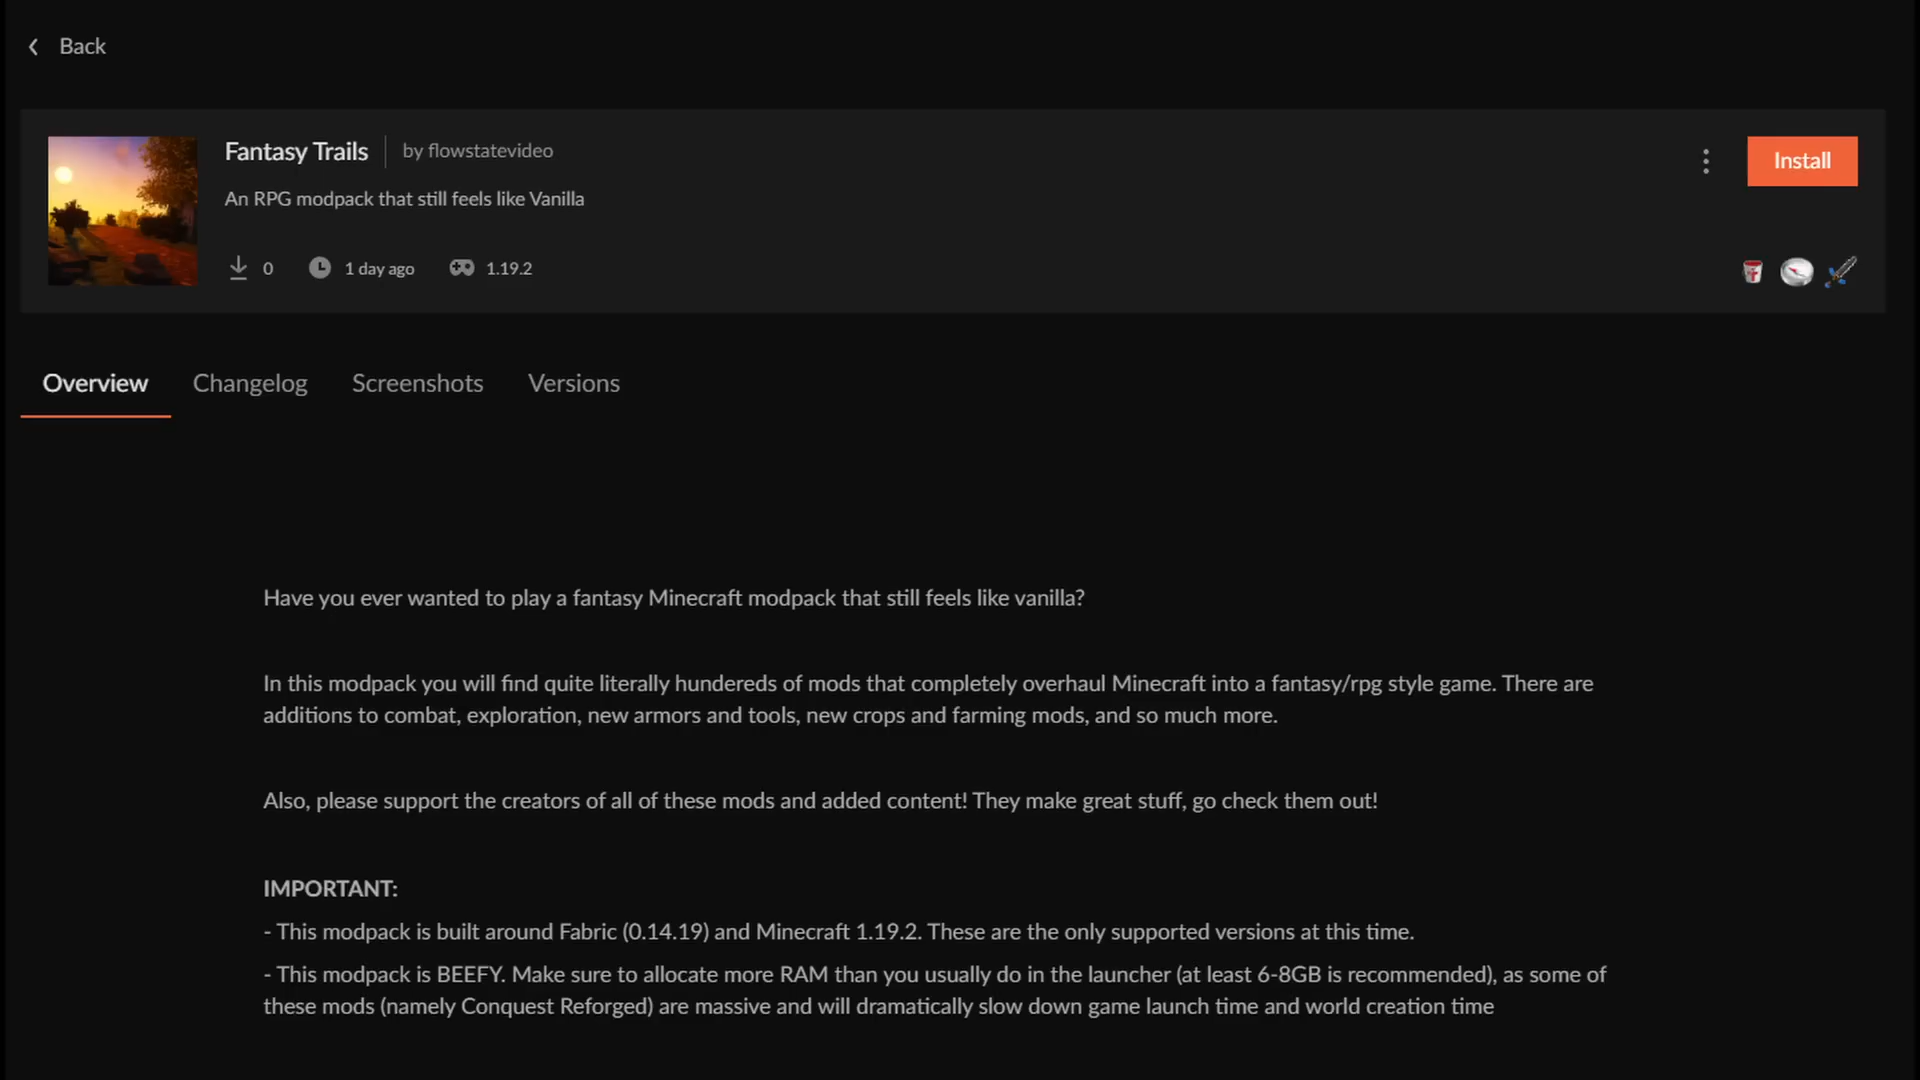 Back
Fantasy Trails
by flowstatevideo
Install
An RPG modpack that still feels like Vanilla
0
1 day ago
1.19.2
Overview
Changelog
Screenshots
Versions
Have you ever wanted to play a fantasy Minecraft modpack that still feels like vanilla?
In this modpack you will find quite literally hundereds of mods that completely overhaul Minecraft into a fantasy/rpg style game. There are
additions to combat, exploration, new armors and tools, new crops and farming mods, and so much more.
Also, please support the creators of all of these mods and added content! They make great stuff, go check them out!
IMPORTANT:
- This modpack is built around Fabric (0.14.19) and Minecraft 1.19.2. These are the only supported versions at this time.
- This modpack is BEEFY. Make sure to allocate more RAM than you usually do in the launcher (at least 6-8GB is recommended), as some of
these mods (namely Conquest Reforged) are massive and will dramatically slow down game launch time and world creation time